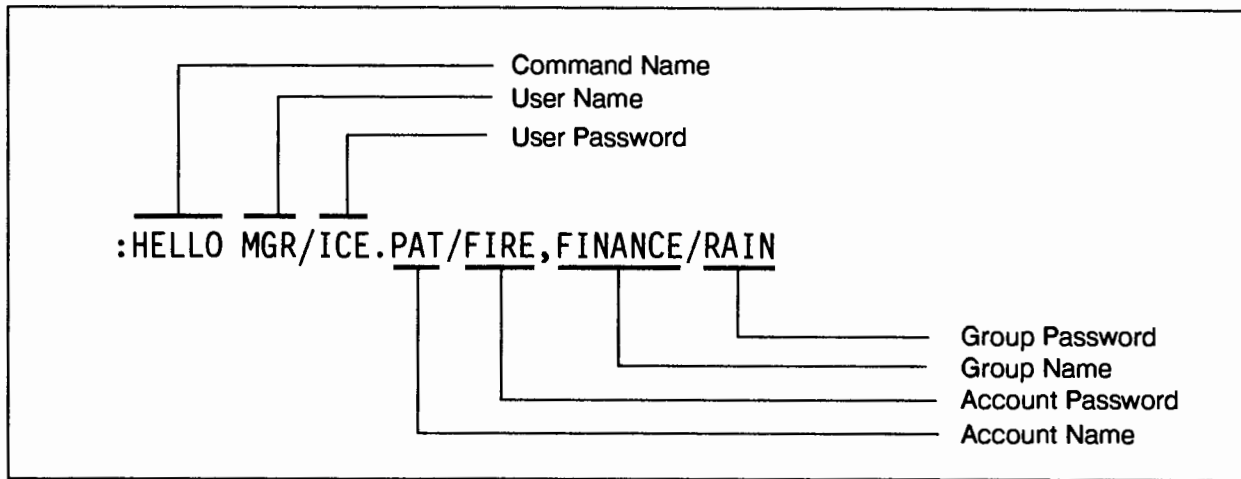 Command Name
User Name
User Password
:HELLO MGR/ICE.PAT/FIRE,FINANCE/RAIN
Group Password
Group Name
Account Password
Account Name